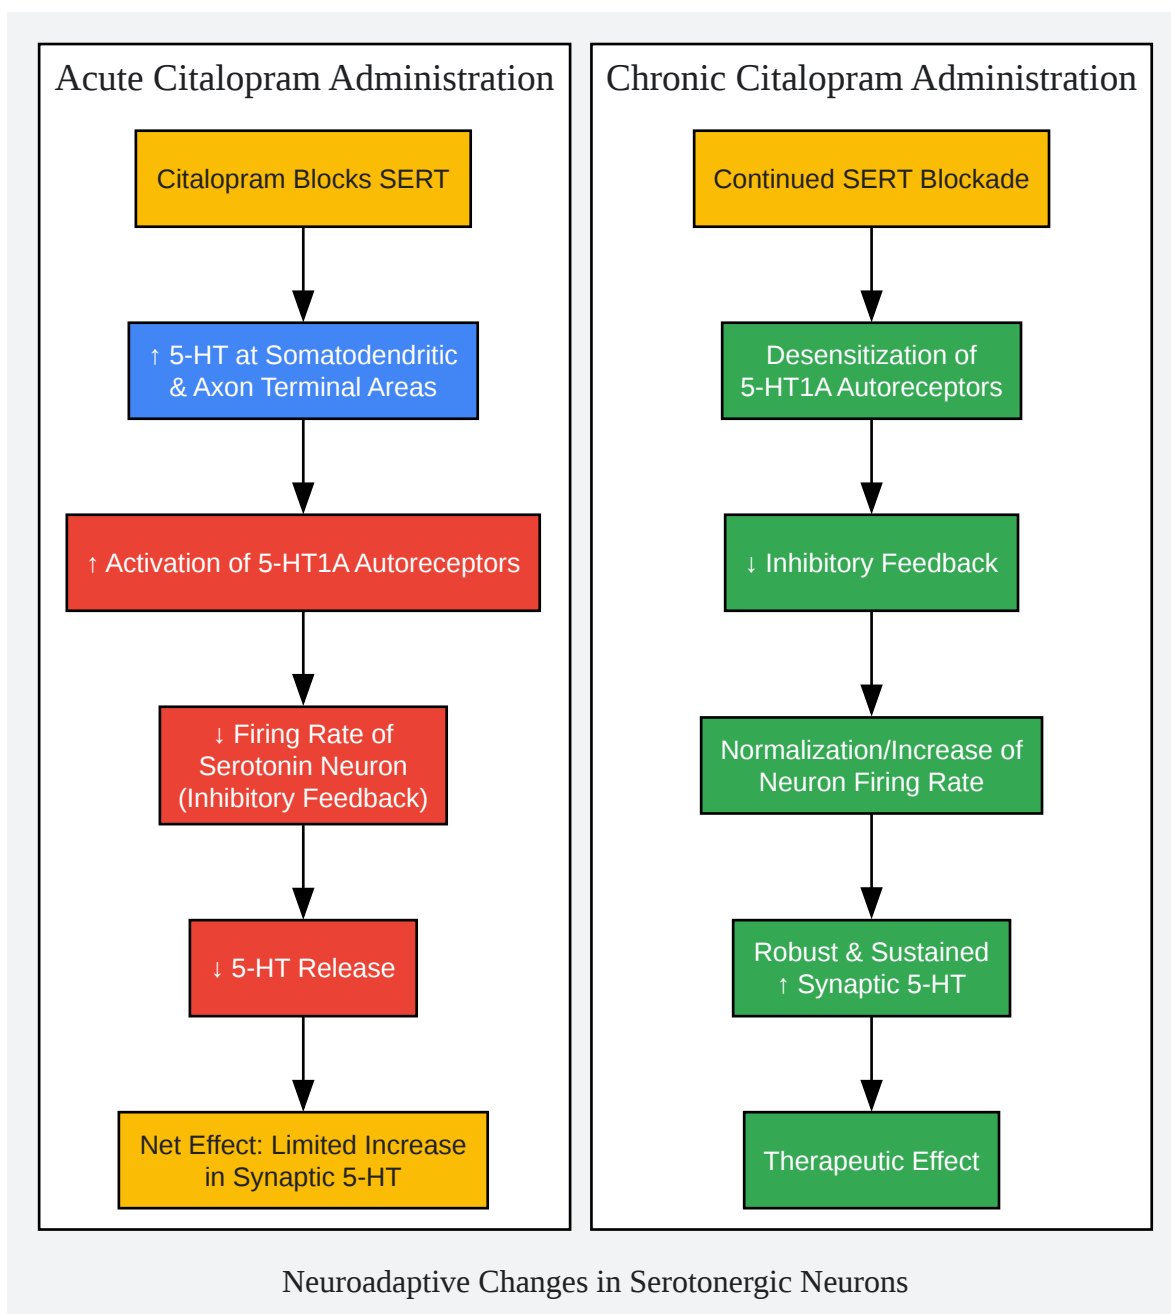 Acute Citalopram Administration
Citalopram Blocks SERT
↑ 5-HT at Somatodendritic
& Axon Terminal Areas
↑ Activation of 5-HT1A Autoreceptors
↓ Firing Rate of
Serotonin Neuron
(Inhibitory Feedback)
↓ 5-HT Release
Net Effect: Limited Increase
in Synaptic 5-HT
Chronic Citalopram Administration
Continued SERT Blockade
Desensitization of
5-HT1A Autoreceptors
↓ Inhibitory Feedback
Normalization/Increase of
Neuron Firing Rate
Robust & Sustained
↑ Synaptic 5-HT
Therapeutic Effect
Neuroadaptive Changes in Serotonergic Neurons